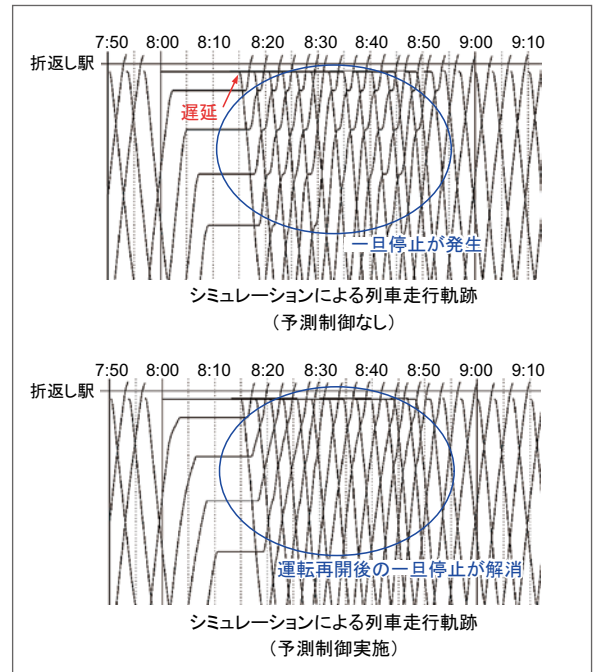 7:50 8:00 8:10 8:20 8:30 8:40 8:50 9:00 9:10
折返し駅
遅延
一旦停止が発生
シミュレーションによる列車走行軌跡
（予測制御なし）
7:50 8:00 8:10 8:20 8:30 8:40 8:50 9:00 9:10
折返し駅
運転再開後の一旦停止が解消
シミュレーションによる列車走行軌跡
（予測制御実施）